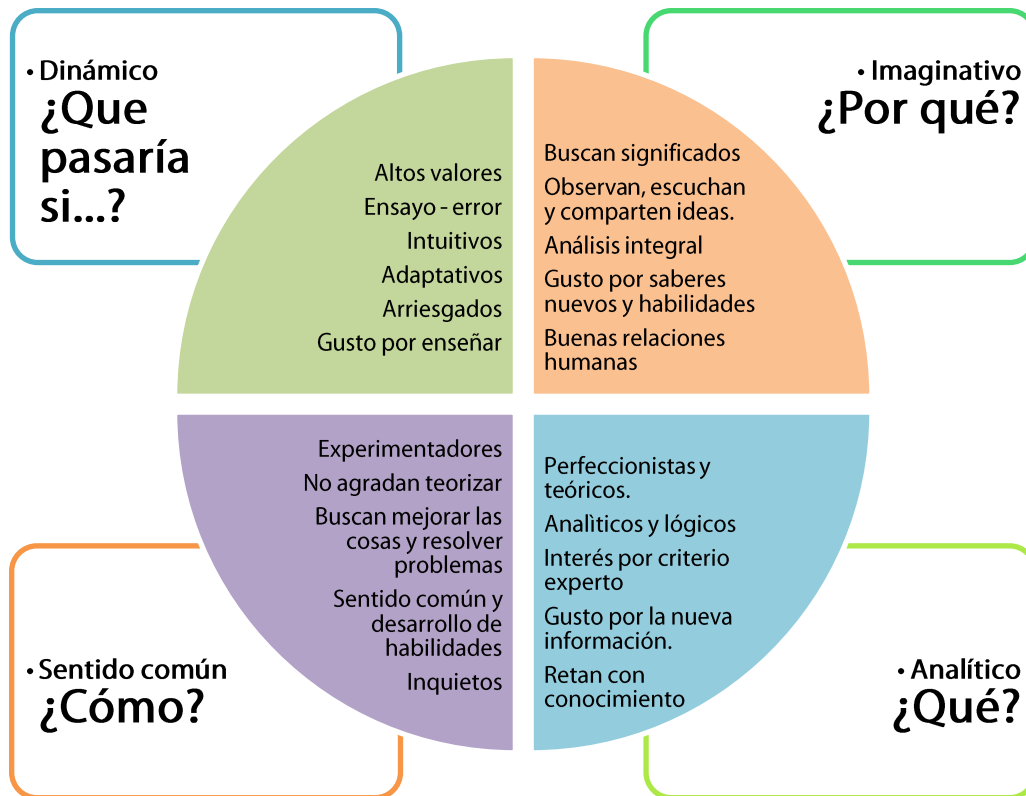 • Dinámico
¿Que
pasaría
si...?
Altos valores
Ensayo - error
Intuitivos
Adaptativos
Arriesgados
Gusto por enseñar
• Imaginativo
¿Por qué?
Buscan significados
Observan, escuchan
y comparten ideas.
Análisis integral
Gusto por saberes
nuevos y habilidades
Buenas relaciones
humanas
Experimentadores
No agradan teorizar
Buscan mejorar las
cosas y resolver
problemas
Sentido común y
desarrollo de
habilidades
Inquietos
• Sentido común
¿Cómo?
Perfeccionistas y
teóricos.
Analìticos y lógicos
Interés por criterio
experto
Gusto por la nueva
información.
Retan con
conocimiento
• Analítico
¿Qué?